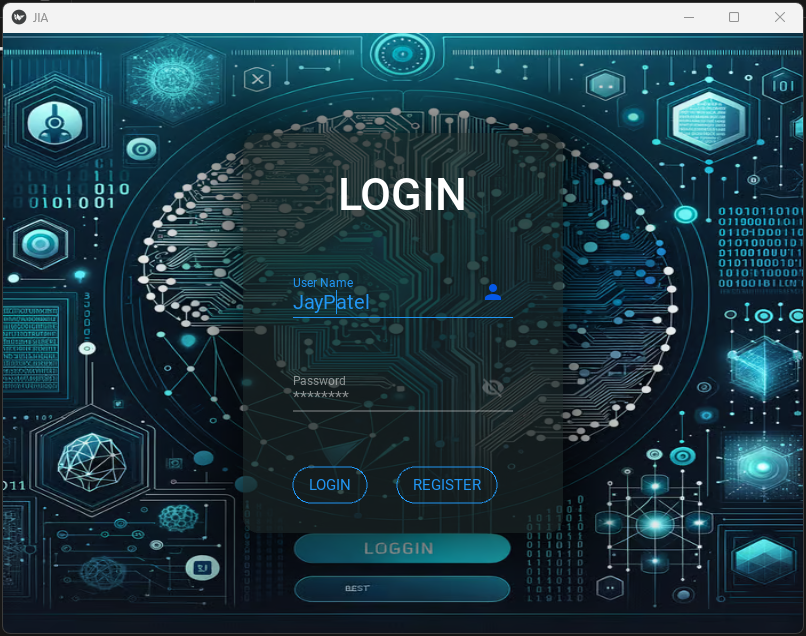 JIA
LOGIN
User Name
JayPatel
Password
********
LOGIN
REGISTER
LOGGIN
BEST